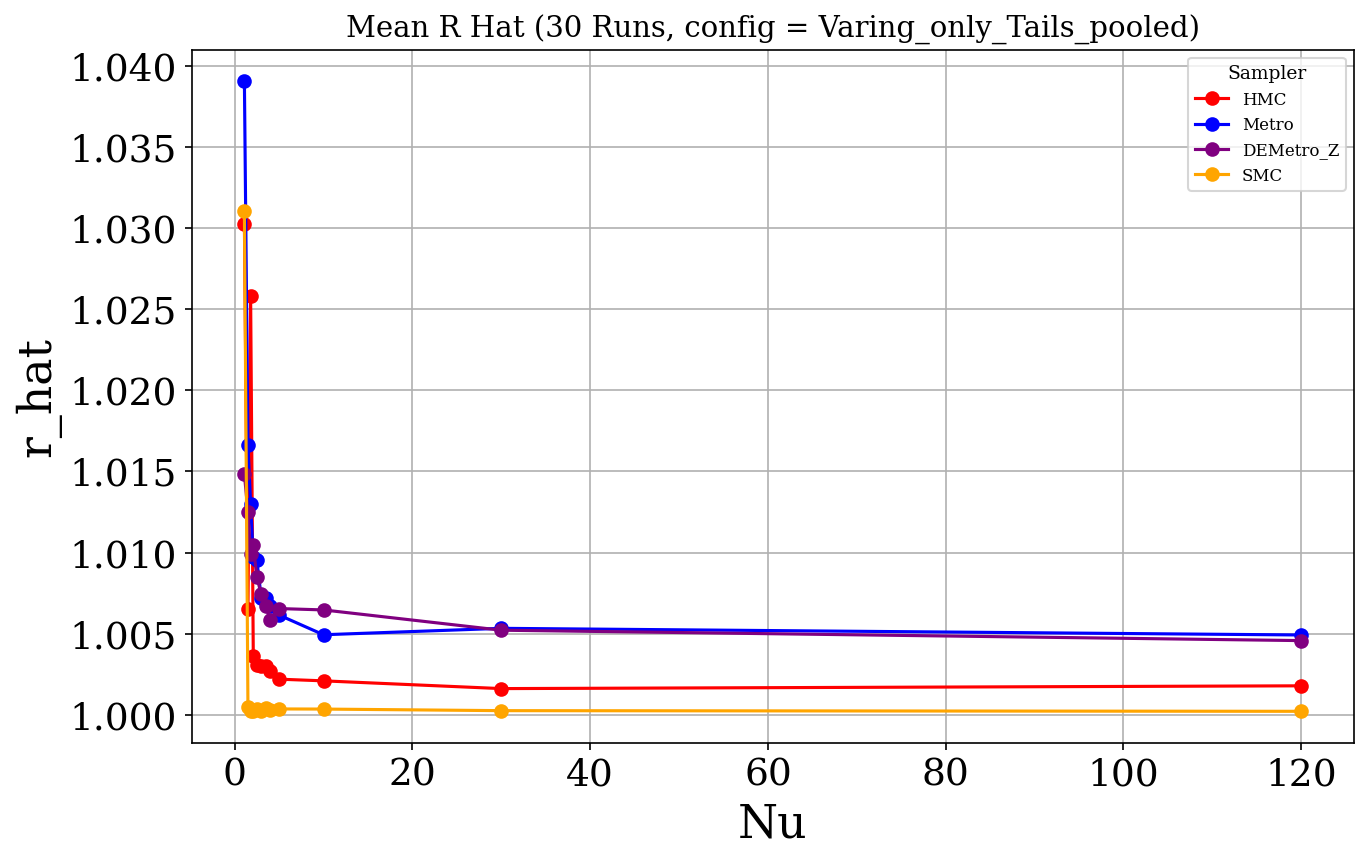 Mean R Hat (30 Runs, config = Varing_only_Tails_pooled)
1.040
1.035
1.030
1.025
1.020
1.015
1.010
1.005
1.000
r_hat
Sampler
HMC
Metro
DEMetro_Z
SMC
0 20 40 60 80 100 120
Nu